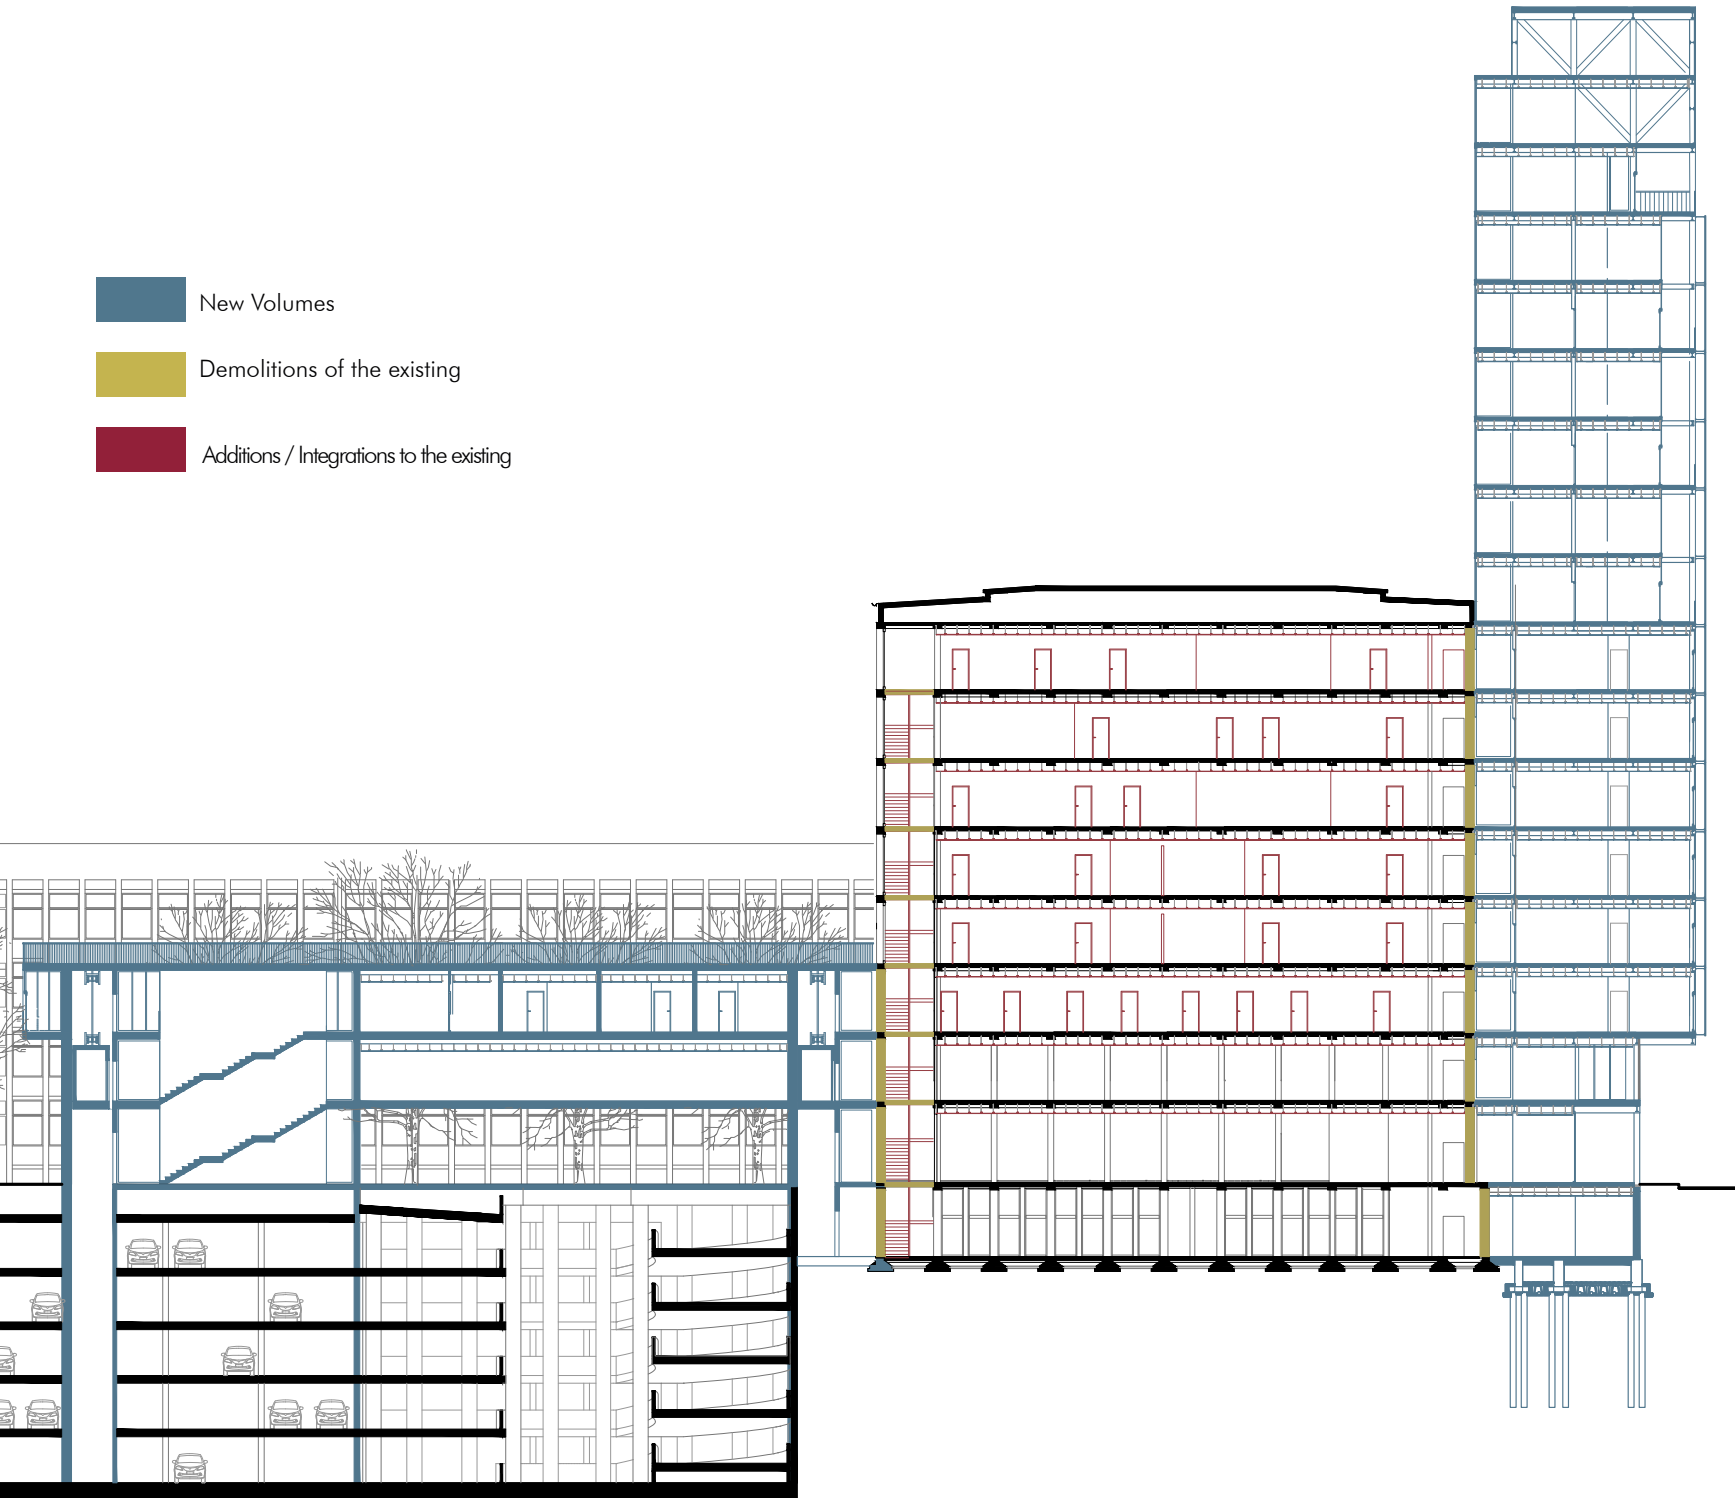 New Volumes
Demolitions of the existing
Additions / Integrations to the existing